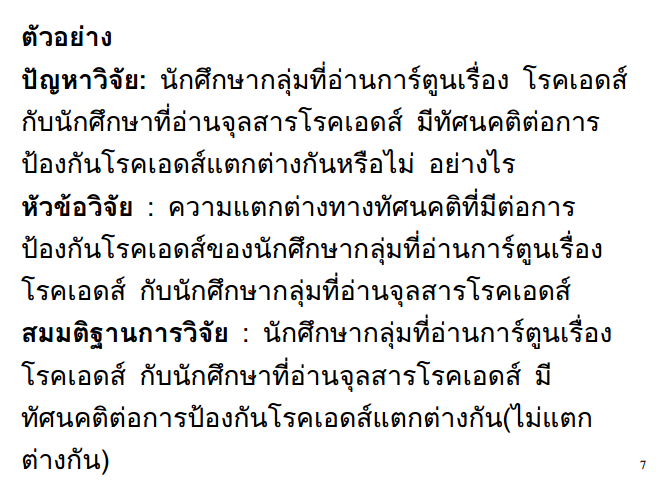 ตัวอย่าง
ปัญหาวิจัย: นักศึกษากลุ่มที่อ่านการ์ตูนเรื่อง โรคเอดส์
กับนักศึกษาที่อ่านจุลสารโรคเอดส์ มีทัศนคติต่อการ
ป้องกันโรคเอดส์แตกต่างกันหรือไม่ อย่างไร
หัวข้อวิจัย : ความแตกต่างทางทัศนคติที่มีต่อการ
ป้องกันโรคเอดส์ของนักศึกษากลุ่มที่อ่านการ์ตูนเรื่อง
โรคเอดส์ กับนักศึกษากลุ่มที่อ่านจุลสารโรคเอดส์
สมมติฐานการวิจัย : นักศึกษากลุ่มที่อ่านการ์ตูนเรื่อง
โรคเอดส์ กับนักศึกษาที่อ่านจุลสารโรคเอดส์ มี
ทัศนคติต่อการป้องกันโรคเอดส์แตกต่างกัน(ไม่แตก
ต่างกัน)
7